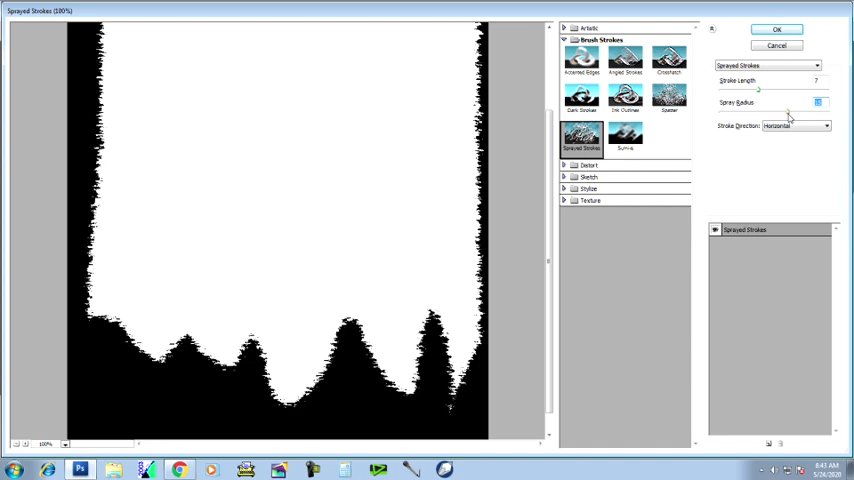 Sprayed Strokes (100%)
Artistic
Brush Strokes
Accented Edges
Angled Strokes
Crosshatch
Dark Strokes
Ink Outlines
Spatter
Sprayed Strokes
Sumi-e
Distort
Sketch
Stylize
Texture
OK
Cancel
Sprayed Strokes
Stroke Length
7
Spray Radius
Stroke Direction:
Horizontal
Sprayed Strokes
100%
Ps
8:43 AM
5/24/2020